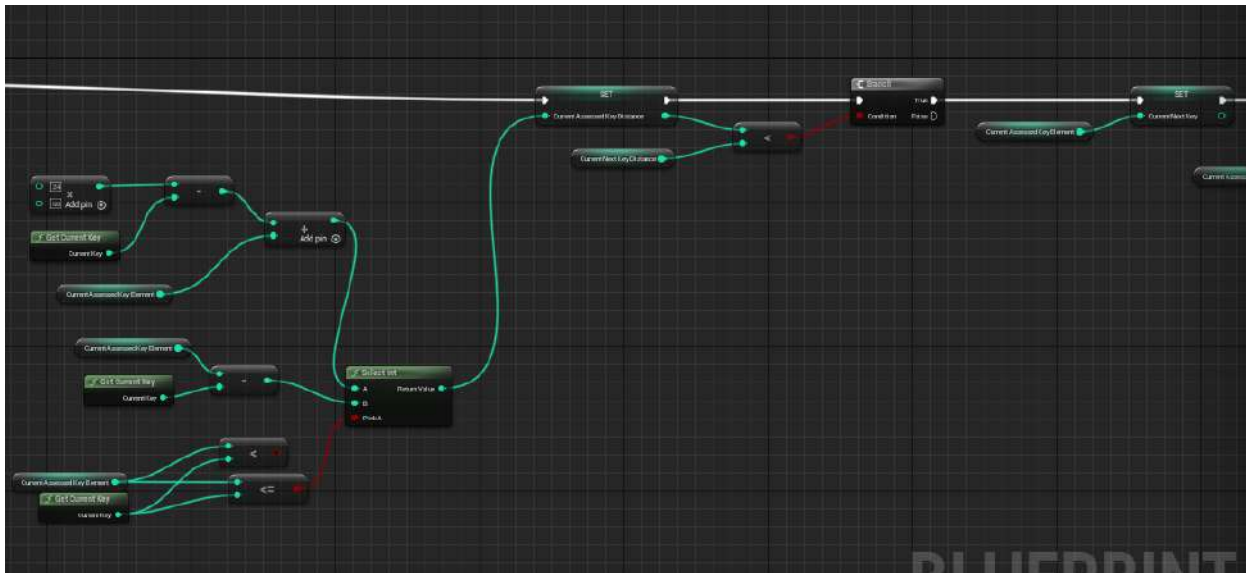 SET
Current Assessed Key Distance
Branch
True
Condition
False
SET
Current Next Key
Current Assessed Key Element
Current Next Key Distance
<
24
X
60
Add pin
-
Get Current Key
Current Key
+
Add pin
Current Assessed Key Element
Current Assessed Key Element
-
Get Current Key
Current Key
Select Int
A
Return Value
B
Pick A
<
Current Assessed Key Element
<=
Get Current Key
Current Key
BLUEPRINT